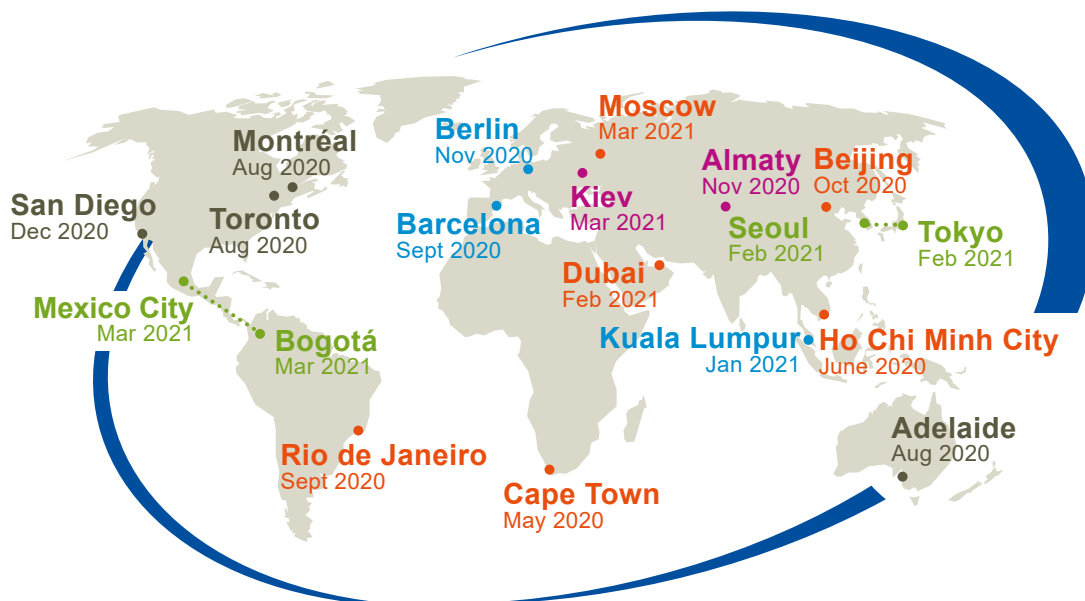 Moscow
Mar 2021
Berlin
Nov 2020
Montréal
Aug 2020
Almaty
Nov 2020
Beijing
Oct 2020
San Diego
Dec 2020
Toronto
Aug 2020
Kiev
Mar 2021
Barcelona
Sept 2020
Seoul
Feb 2021
Tokyo
Feb 2021
Dubai
Feb 2021
Mexico City
Mar 2021
Bogotá
Mar 2021
Kuala Lumpur
Jan 2021
Ho Chi Minh City
June 2020
Adelaide
Aug 2020
Rio de Janeiro
Sept 2020
Cape Town
May 2020